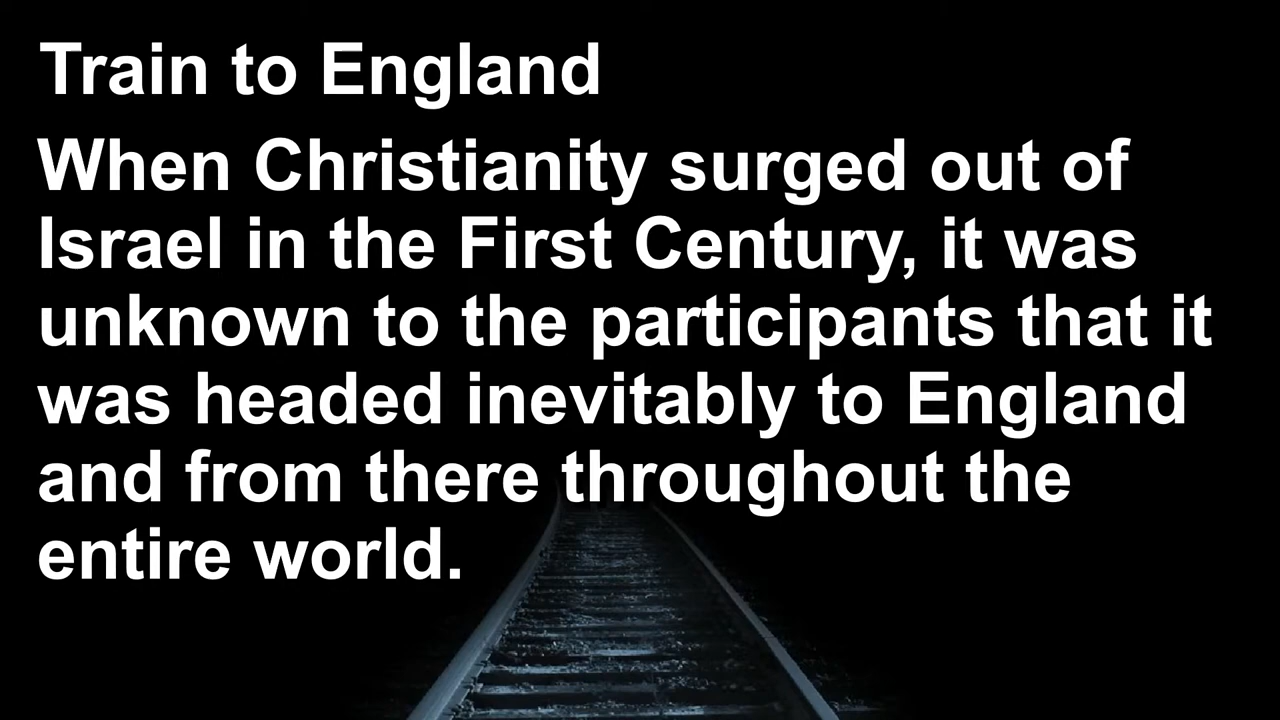 Train to England
When Christianity surged out of
Israel in the First Century, it was
unknown to the participants that it
was headed inevitably to England
and from there throughout the
entire world.